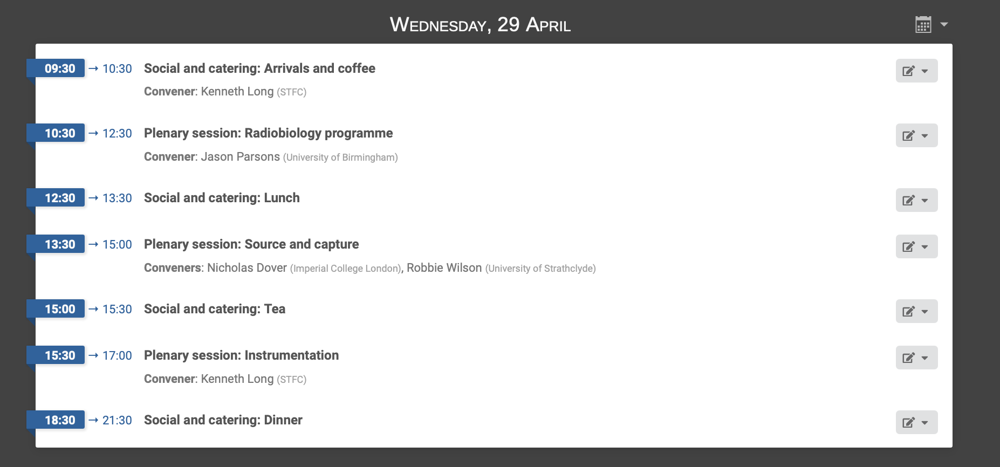 Wednesday, 29 April
09:30 → 10:30 Social and catering: Arrivals and coffee
Convener: Kenneth Long (STFC)
10:30 → 12:30 Plenary session: Radiobiology programme
Convener: Jason Parsons (University of Birmingham)
12:30 → 13:30 Social and catering: Lunch
13:30 → 15:00 Plenary session: Source and capture
Conveners: Nicholas Dover (Imperial College London), Robbie Wilson (University of Strathclyde)
15:00 → 15:30 Social and catering: Tea
15:30 → 17:00 Plenary session: Instrumentation
Convener: Kenneth Long (STFC)
18:30 → 21:30 Social and catering: Dinner